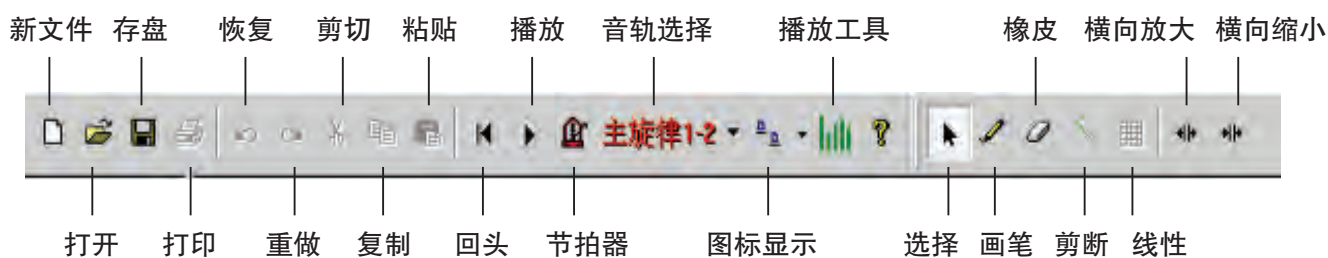 新文件 存盘 恢复 剪切 粘贴 播放 音轨选择 播放工具 橡皮 横向放大 横向缩小
主旋律1-2
打开 打印 重做 复制 回头 节拍器 图标显示 选择 画笔 剪断 线性